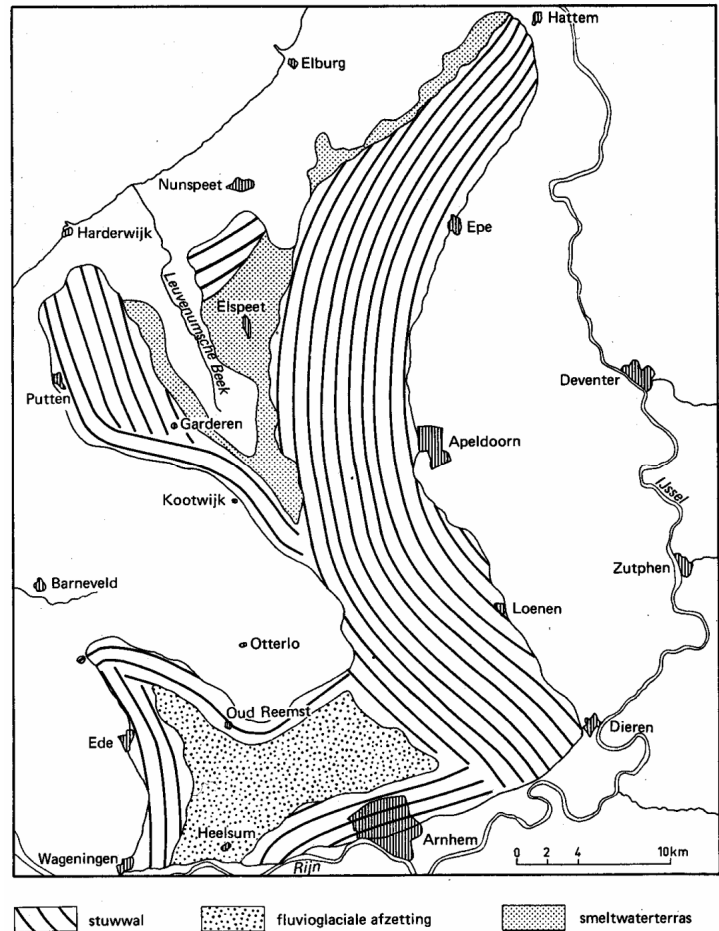 Hattem
Elburg
Nunspeet
Harderwijk
Epe
Leuvenumsche Beek
Elspeet
Putten
Deventer
Garderen
Apeldoorn
Kootwijk
IJssel
Barneveld
Zutphen
Loenen
Otterlo
Oud Reemst
Dieren
Ede
Heelsum
Arnhem
Wageningen
Rijn
0 2 4 10km
stuwwal fluvioglaciale afzetting smeltwaterterras